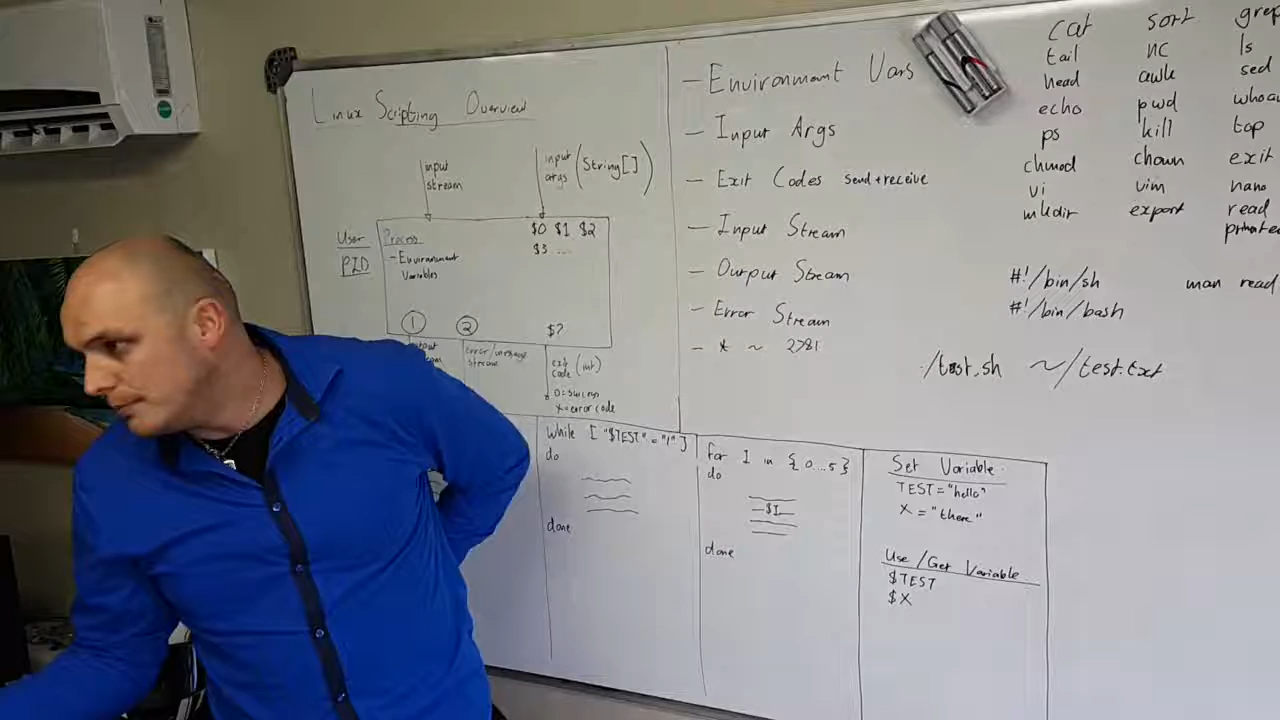 Linux Scripting Overview
input
stream
input
args (String[])
User
PID
Process
- Environment
Variables
$0 $1 $2
$3 ...
1 2 $?
error/message
stream
exit
code (int)
0=success
x=error code
while ["$TEST"="1"]
do
done
for I in {0...5}
do
$I
done
Set Variable
TEST="hello"
X="there"
Use/Get Variable
$TEST
$X
- Environment Vars
- Input Args
- Exit Codes send+receive
- Input Stream
- Output Stream
- Error Stream
- * ~ 2>&1
cat sort grep
tail nc ls
head awk sed
echo pwd
ps kill top
chmod chown exit
vi vim nano
mkdir export read
#!/bin/sh man read
#!/bin/bash
./test.sh ~/test.txt